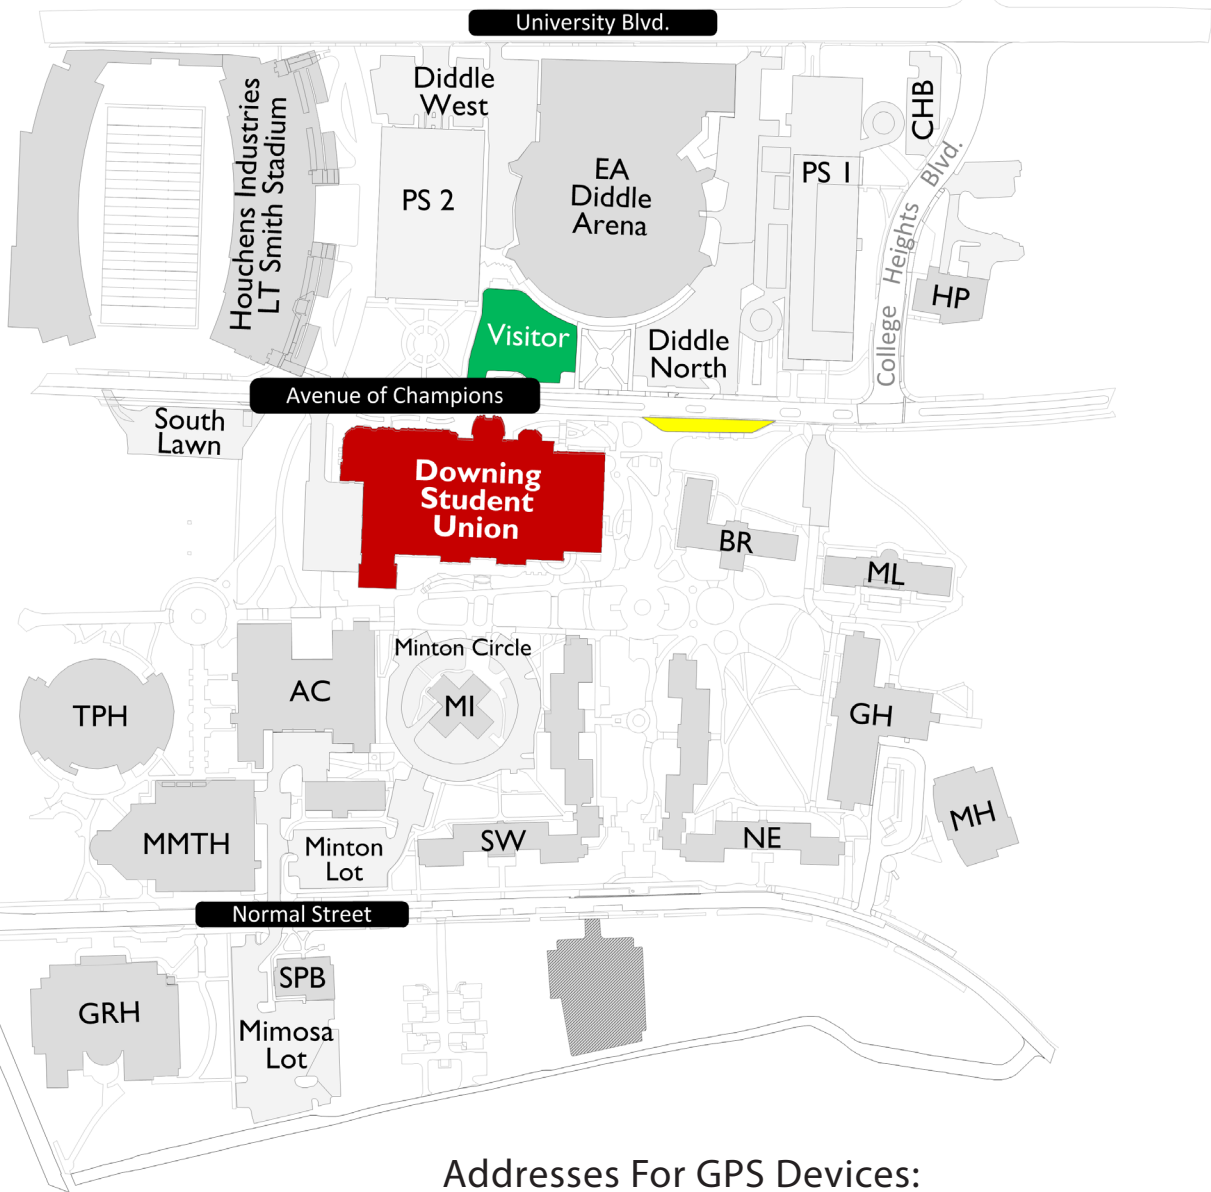 University Blvd.
Houchens Industries
LT Smith Stadium
Diddle
West
PS 2
EA
Diddle
Arena
PS 1
CHB
College Heights Blvd.
HP
Visitor
Diddle
North
Avenue of Champions
South
Lawn
Downing
Student
Union
BR
ML
Minton Circle
TPH
AC
MI
GH
MMTH
Minton
Lot
SW
NE
MH
Normal Street
GRH
SPB
Mimosa
Lot
Addresses For GPS Devices: